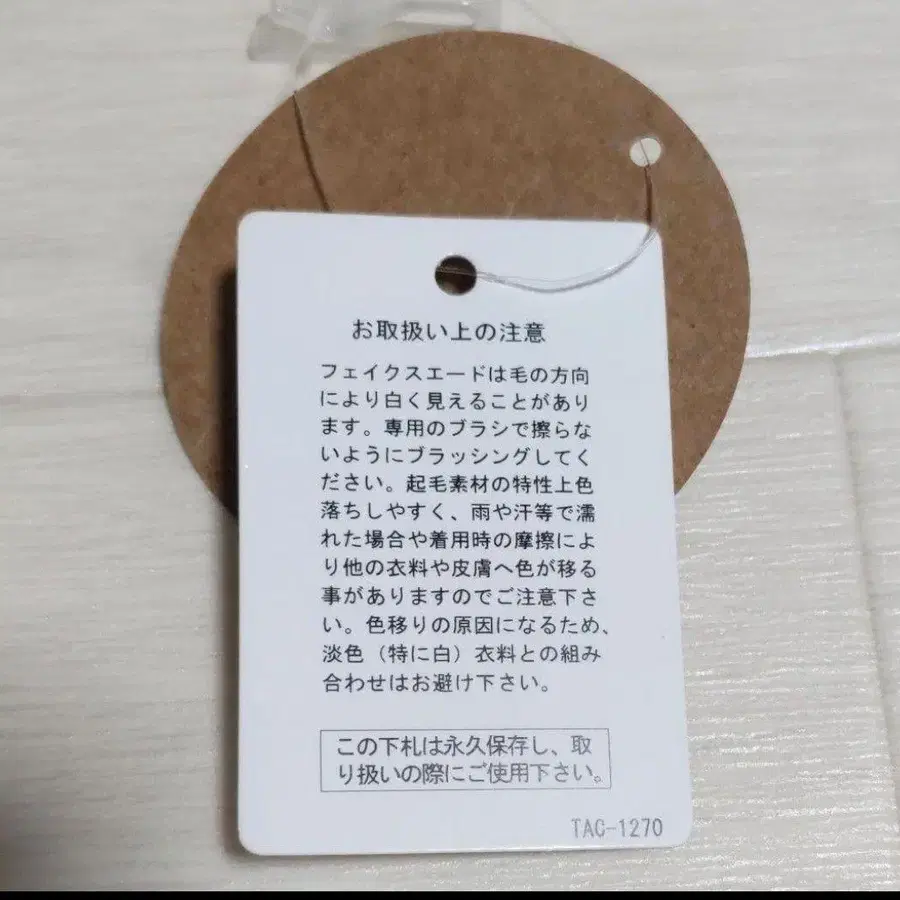 お取扱い上の注意
フェイクスエードは毛の方向
により白く見えることがあり
ます。専用のブラシで擦らな
いようにブラッシングしてく
ださい。起毛素材の特性上色
落ちしやすく、雨や汗等で濡
れた場合や着用時の摩擦によ
り他の衣料や皮膚へ色が移る
事がありますのでご注意下さ
い。色移りの原因になるため、
淡色（特に白）衣料との組み
合わせはお避け下さい。
この下札は永久保存し、取
り扱いの際にご使用下さい。
TAC-1270